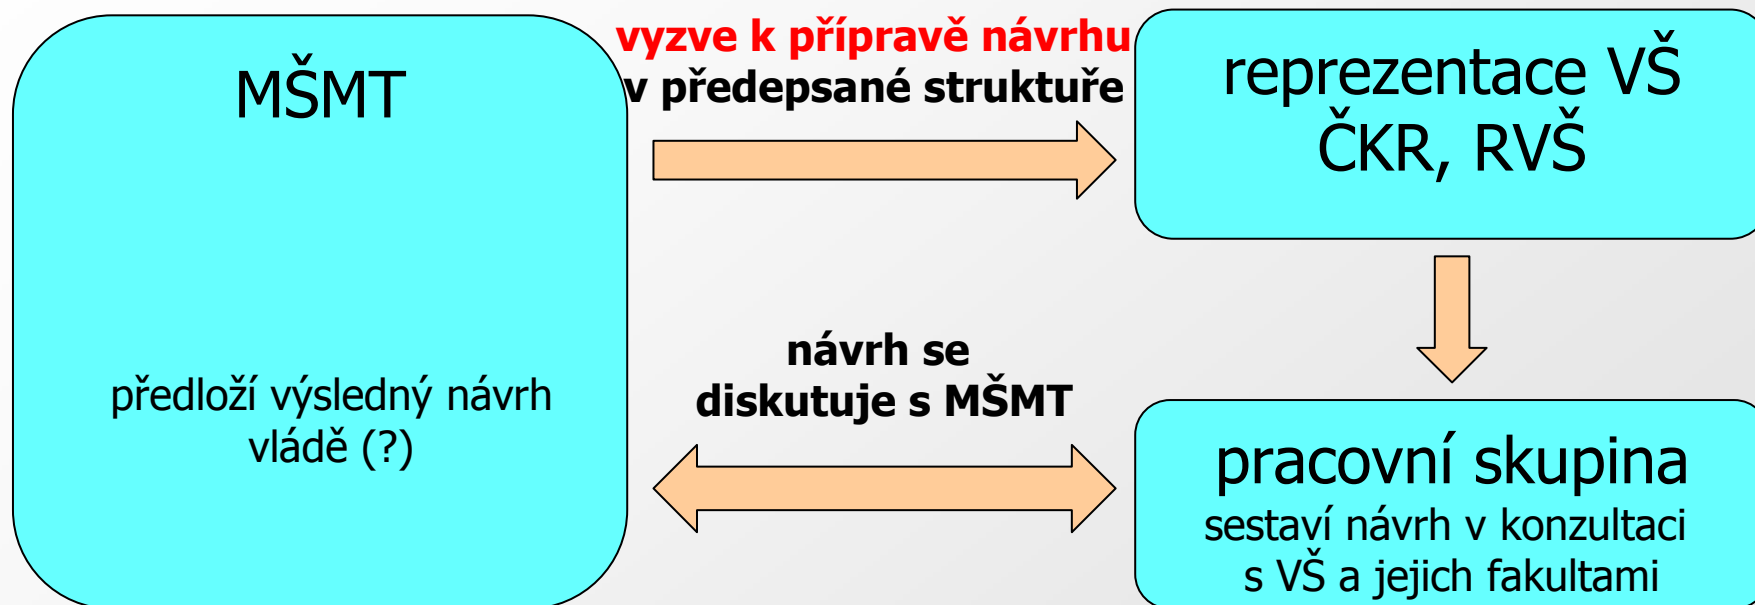 MŠMT
vyzve k přípravě návrhu
v předepsané struktuře
reprezentace VŠ
ČKR, RVŠ
předloží výsledný návrh
vládě (?)
návrh se
diskutuje s MŠMT
pracovní skupina
sestaví návrh v konzultaci
s VŠ a jejich fakultami